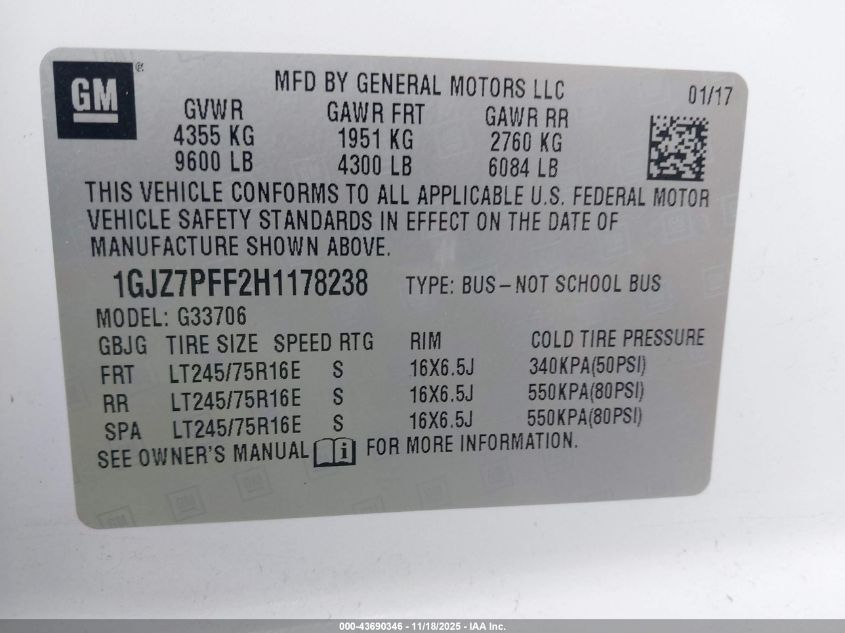 GM®
MFD BY GENERAL MOTORS LLC
01/17
GVWR GAWR FRT GAWR RR
4355 KG 1951 KG 2760 KG
9600 LB 4300 LB 6084 LB
THIS VEHICLE CONFORMS TO ALL APPLICABLE U.S. FEDERAL MOTOR
VEHICLE SAFETY STANDARDS IN EFFECT ON THE DATE OF
MANUFACTURE SHOWN ABOVE.
1GJZ7PFF2H1178238 TYPE: BUS–NOT SCHOOL BUS
MODEL: G33706
GBJG TIRE SIZE SPEED RTG RIM COLD TIRE PRESSURE
FRT LT245/75R16E S 16X6.5J 340KPA(50PSI)
RR LT245/75R16E S 16X6.5J 550KPA(80PSI)
SPA LT245/75R16E S 16X6.5J 550KPA(80PSI)
SEE OWNER'S MANUAL i FOR MORE INFORMATION.
000-43690346 - 11/18/2025 - IAA Inc.